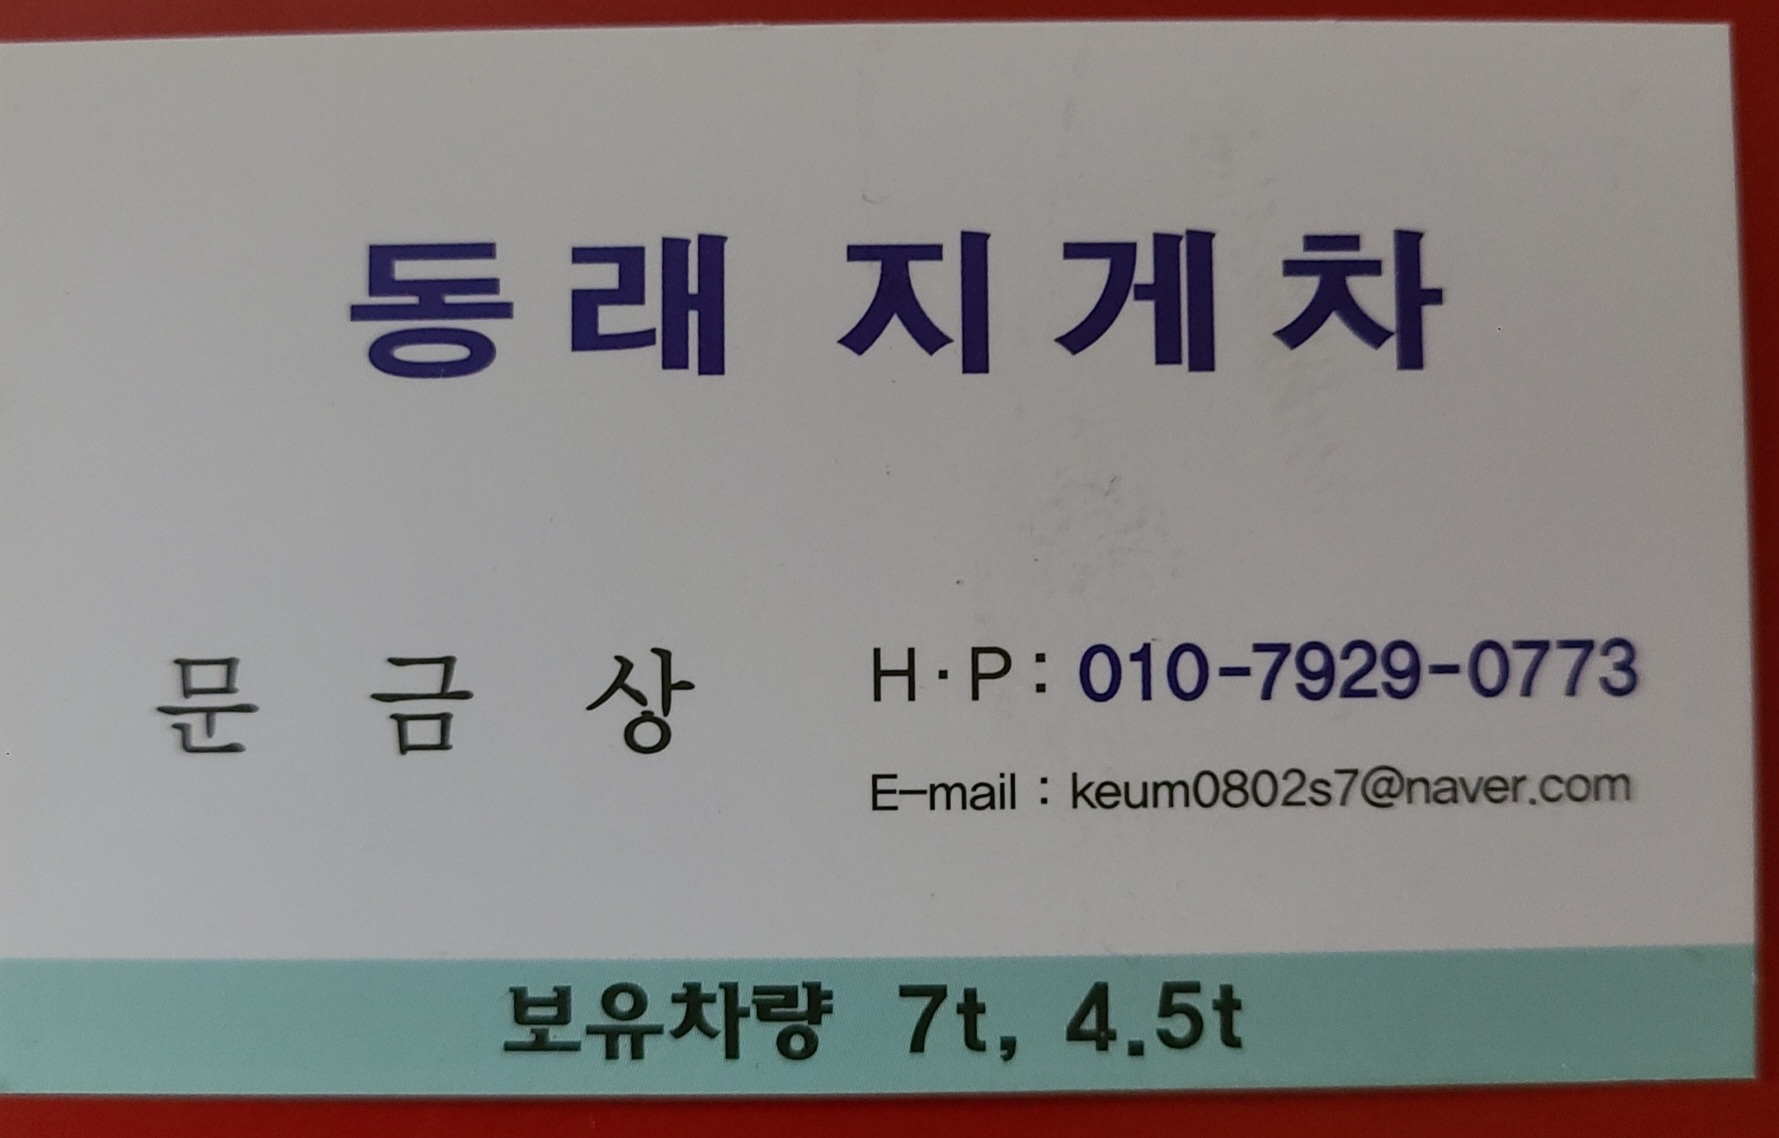 동래 지게차
문 금 상
H·P : 010-7929-0773
E-mail : keum0802s7@naver.com
보유차량 7t, 4.5t